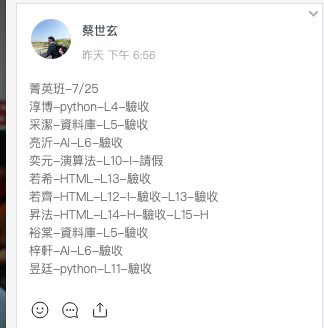 蔡世玄
昨天 下午 6:56
菁英班-7/25
淳博-python-L4-驗收
采潔-資料庫-L5-驗收
亮沂-AI-L6-驗收
奕元-演算法-L10-I-請假
若希-HTML-L13-驗收
若齊-HTML-L12-I-驗收-L13-驗收
昇法-HTML-L14-H-驗收-L15-H
裕棠-資料庫-L5-驗收
梓軒-AI-L6-驗收
昱廷-python-L11-驗收